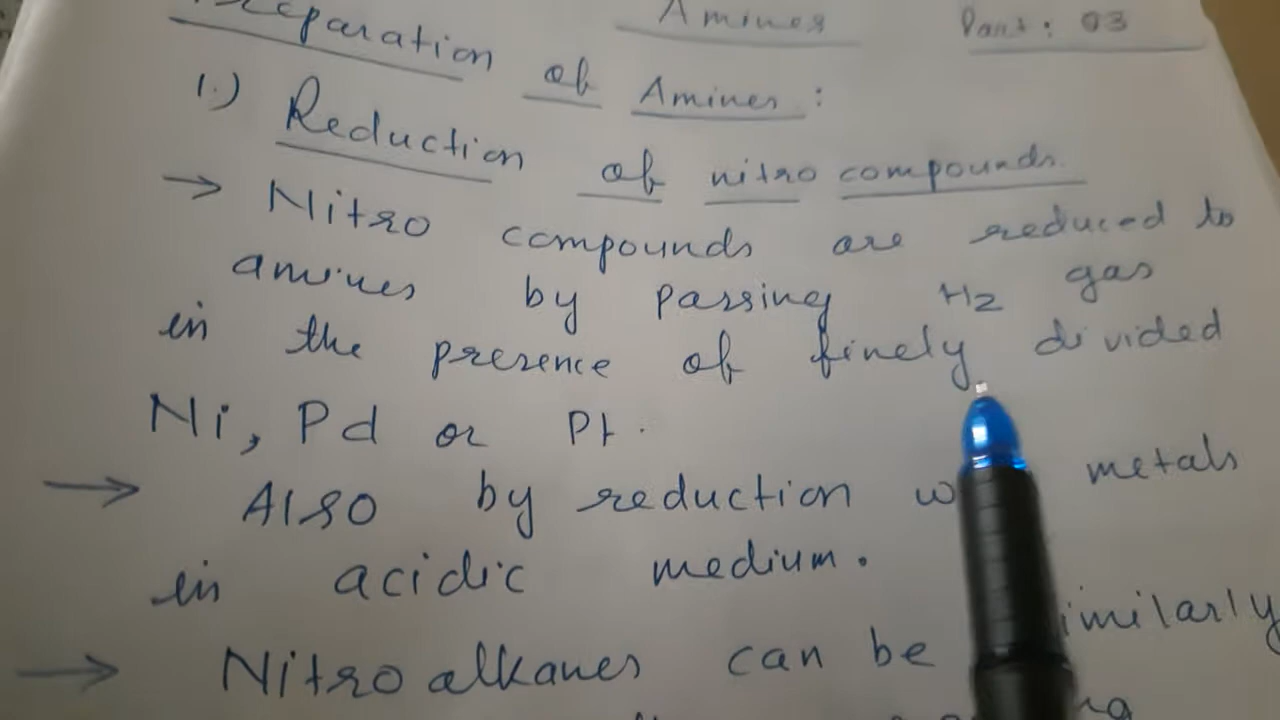 Amines Part: 03
Preparation of Amines:
1.) Reduction of nitro compounds.
→ Nitro compounds are reduced to
amines by passing H2 gas
in the presence of finely divided
Ni, Pd or Pt.
→ Also by reduction metals
in acidic medium.
→ Nitroalkanes can be similarly